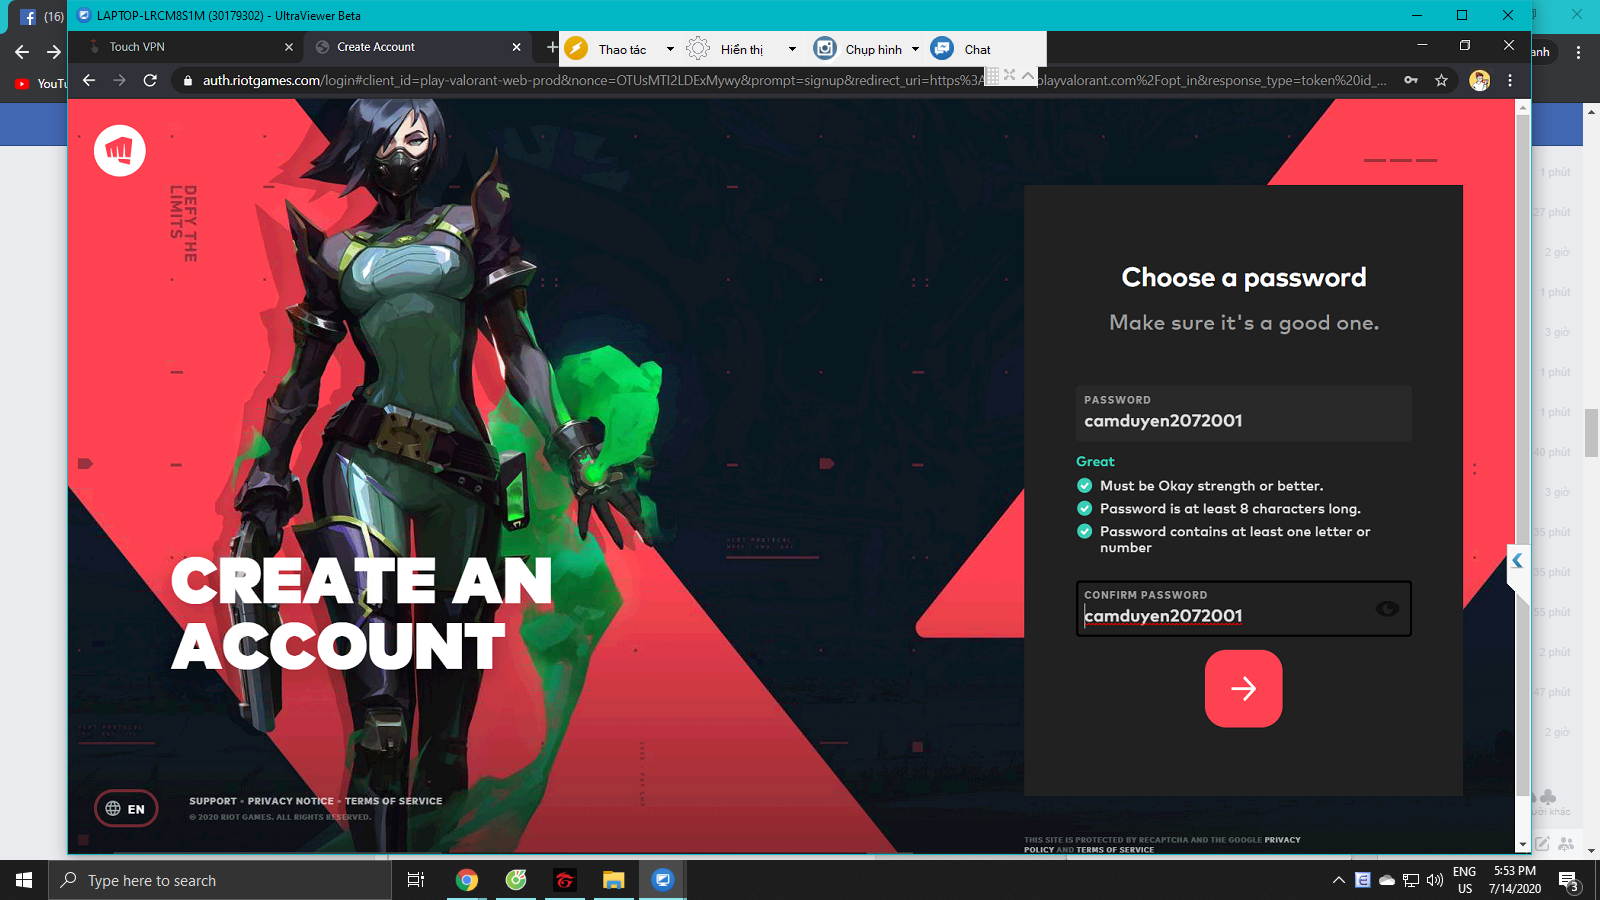 (16)
LAPTOP-LRCM8S1M (30179302) - UltraViewer Beta
Touch VPN
Create Account
Thao tác
Hiển thị
Chụp hình
Chat
auth.riotgames.com/login#client_id=play-valorant-web-prod&nonce=OTUsMTI2LDExMywy&prompt=signup&redirect_uri=https%3A
playvalorant.com%2Fopt_in&response_type=token%20id_...
anh
DEFY THE
LIMITS
Choose a password
Make sure it's a good one.
PASSWORD
camduyen2072001
Great
Must be Okay strength or better.
Password is at least 8 characters long.
Password contains at least one letter or
number
CONFIRM PASSWORD
camduyen2072001
CREATE AN
ACCOUNT
EN
SUPPORT - PRIVACY NOTICE - TERMS OF SERVICE
© 2020 RIOT GAMES. ALL RIGHTS RESERVED.
THIS SITE IS PROTECTED BY RECAPTCHA AND THE GOOGLE PRIVACY
POLICY AND TERMS OF SERVICE
1 phút
27 phút
2 giờ
1 phút
3 giờ
1 phút
1 phút
40 phút
3 giờ
35 phút
35 phút
55 phút
2 phút
47 phút
2 giờ
khác
Type here to search
ENG
US
5:53 PM
7/14/2020
3